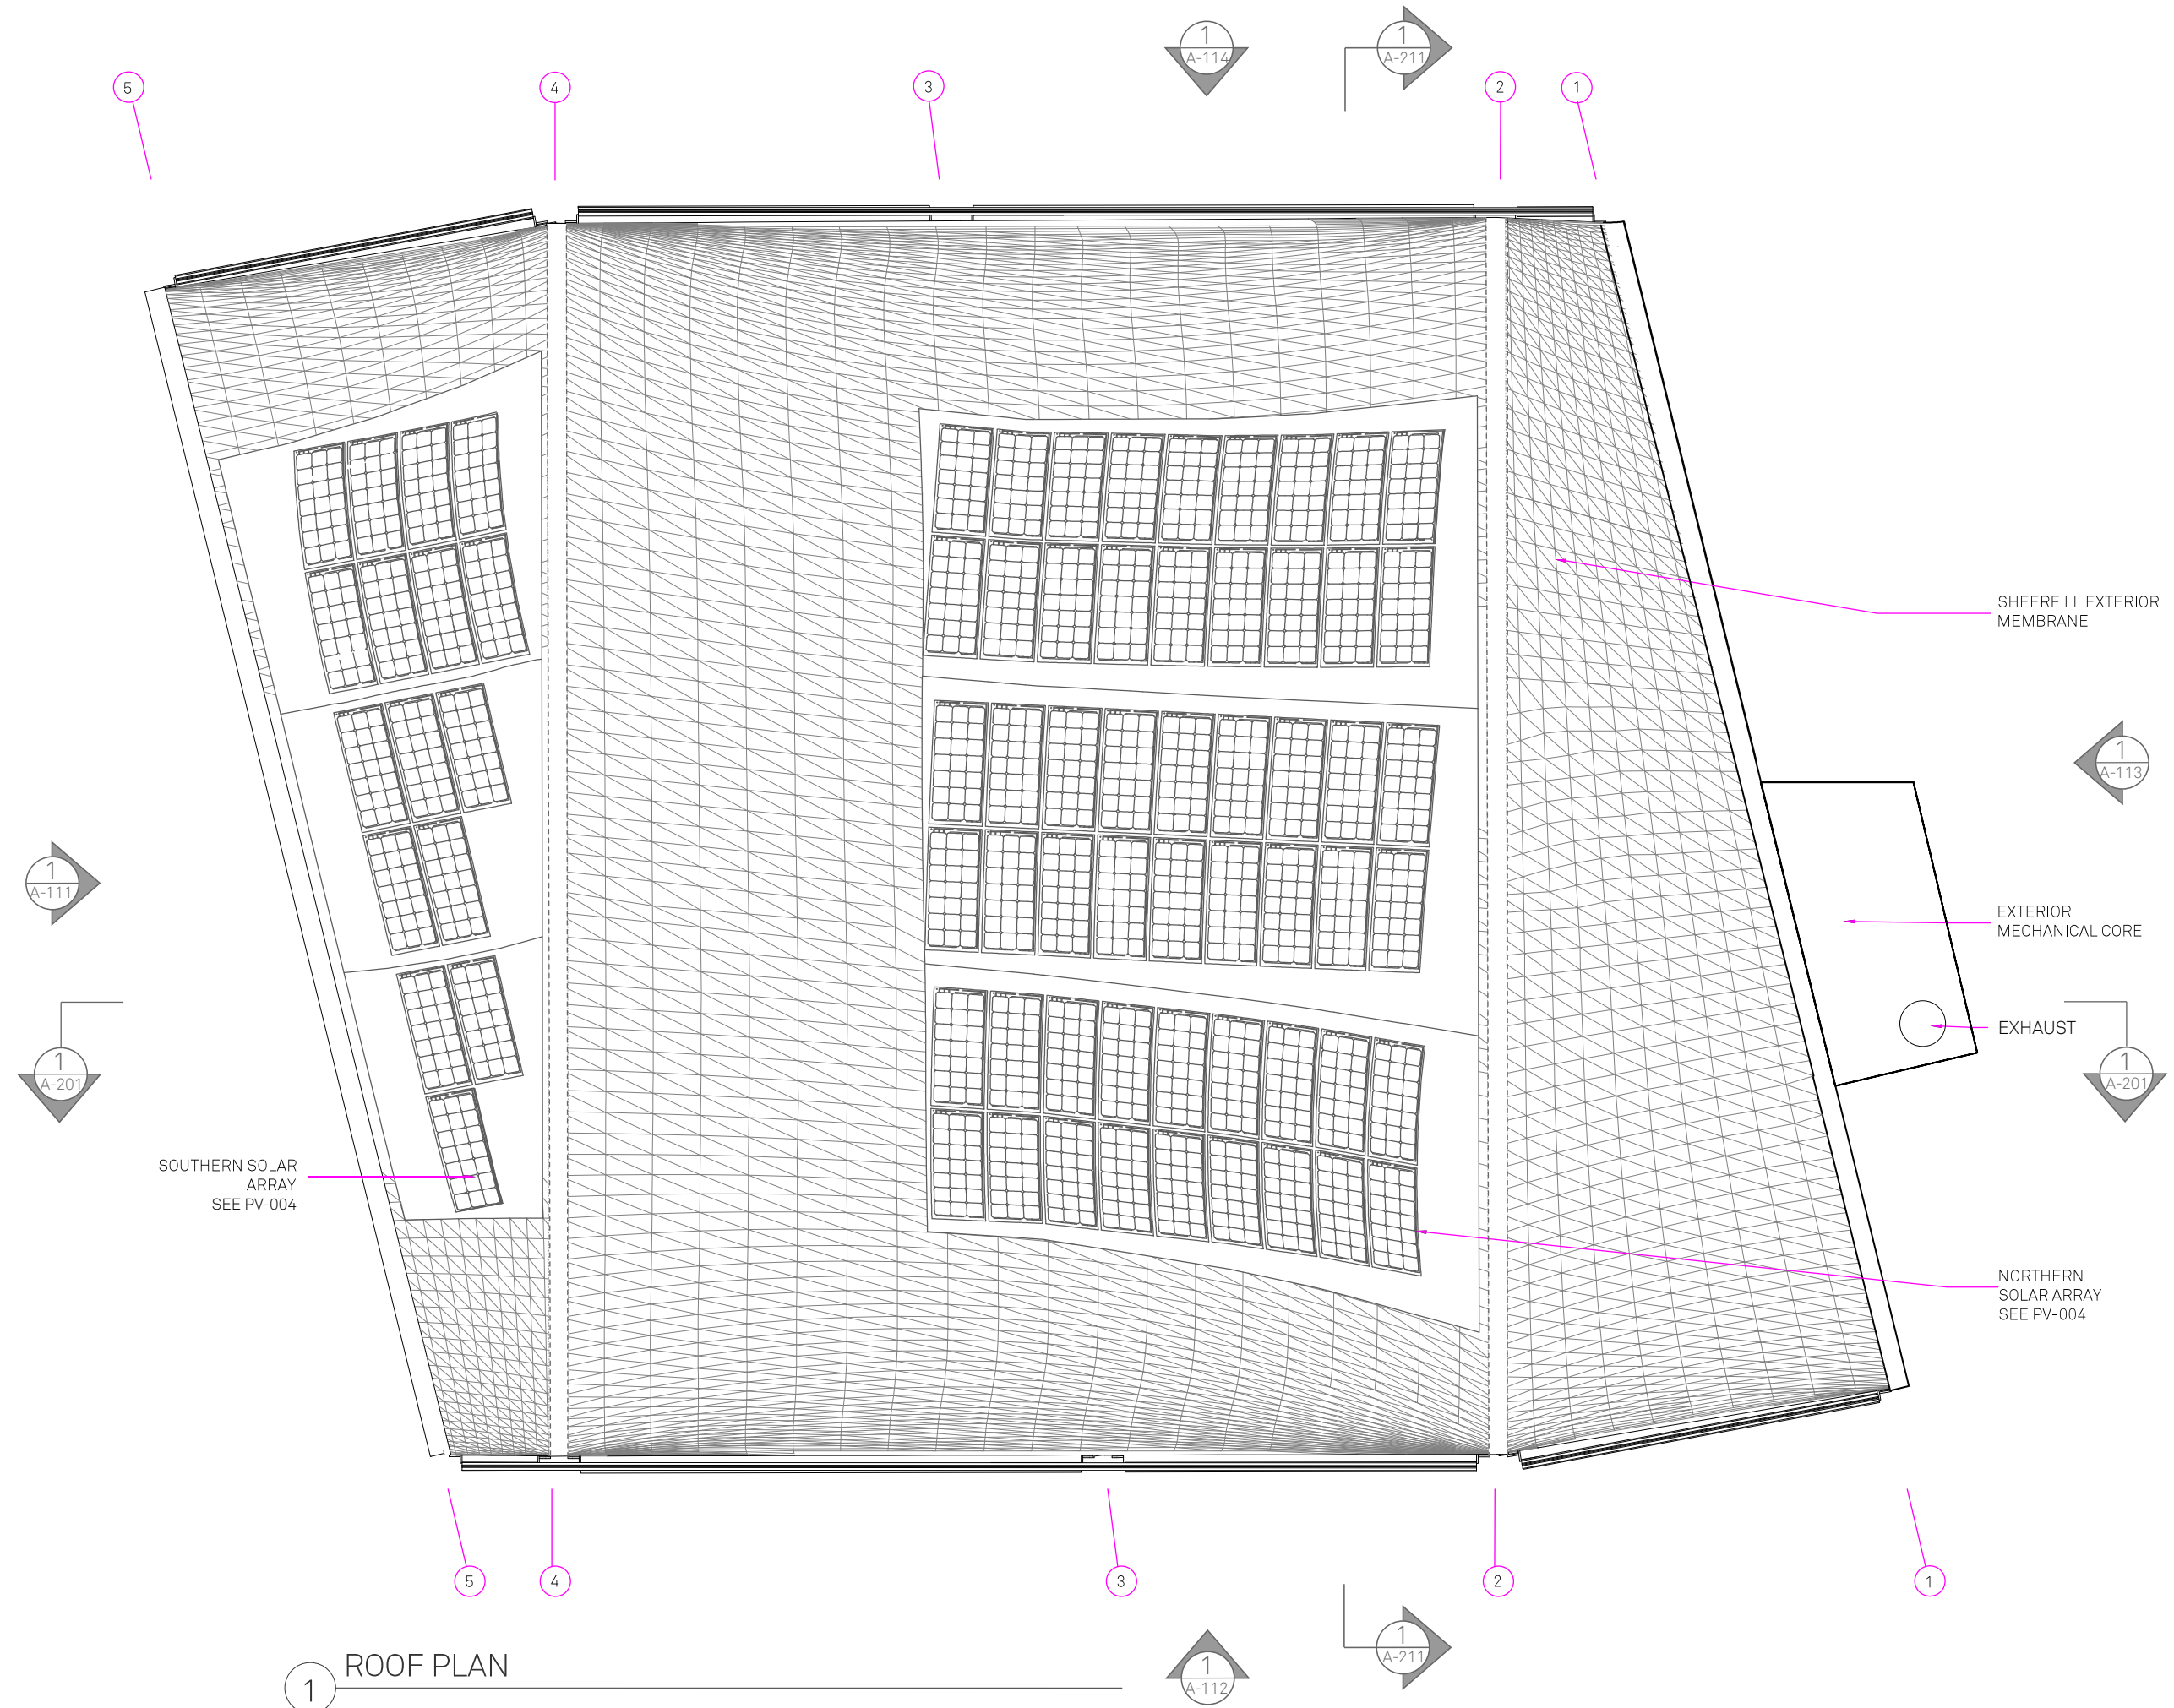 1
A-114
1
A-211
5
4
3
2
1
SHEERFILL EXTERIOR
MEMBRANE
1
A-113
1
A-111
EXTERIOR
MECHANICAL CORE
EXHAUST
1
A-201
1
A-201
SOUTHERN SOLAR
ARRAY
SEE PV-004
NORTHERN
SOLAR ARRAY
SEE PV-004
5
4
3
2
1
1
A-211
1
A-112
1
ROOF PLAN